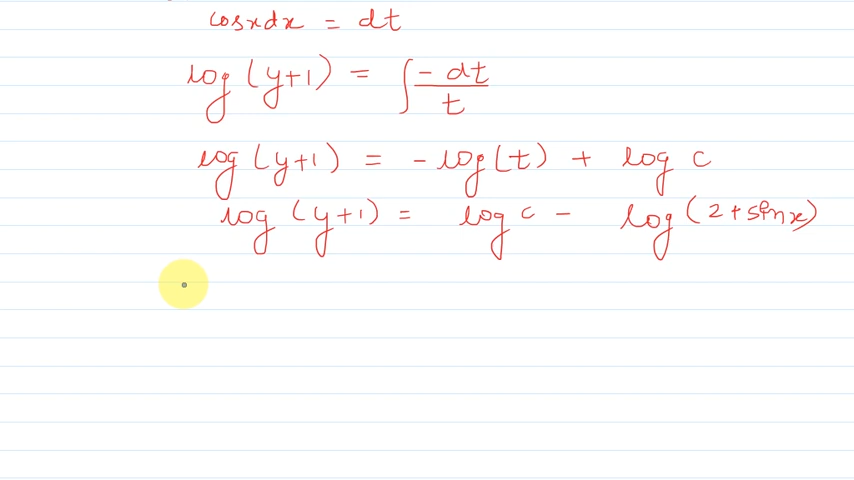 cosxdx = dt
log (y+1) = ∫ -dt/t
log (y+1) = -log(t) + log c
log (y+1) = log c - log (2+sinx)